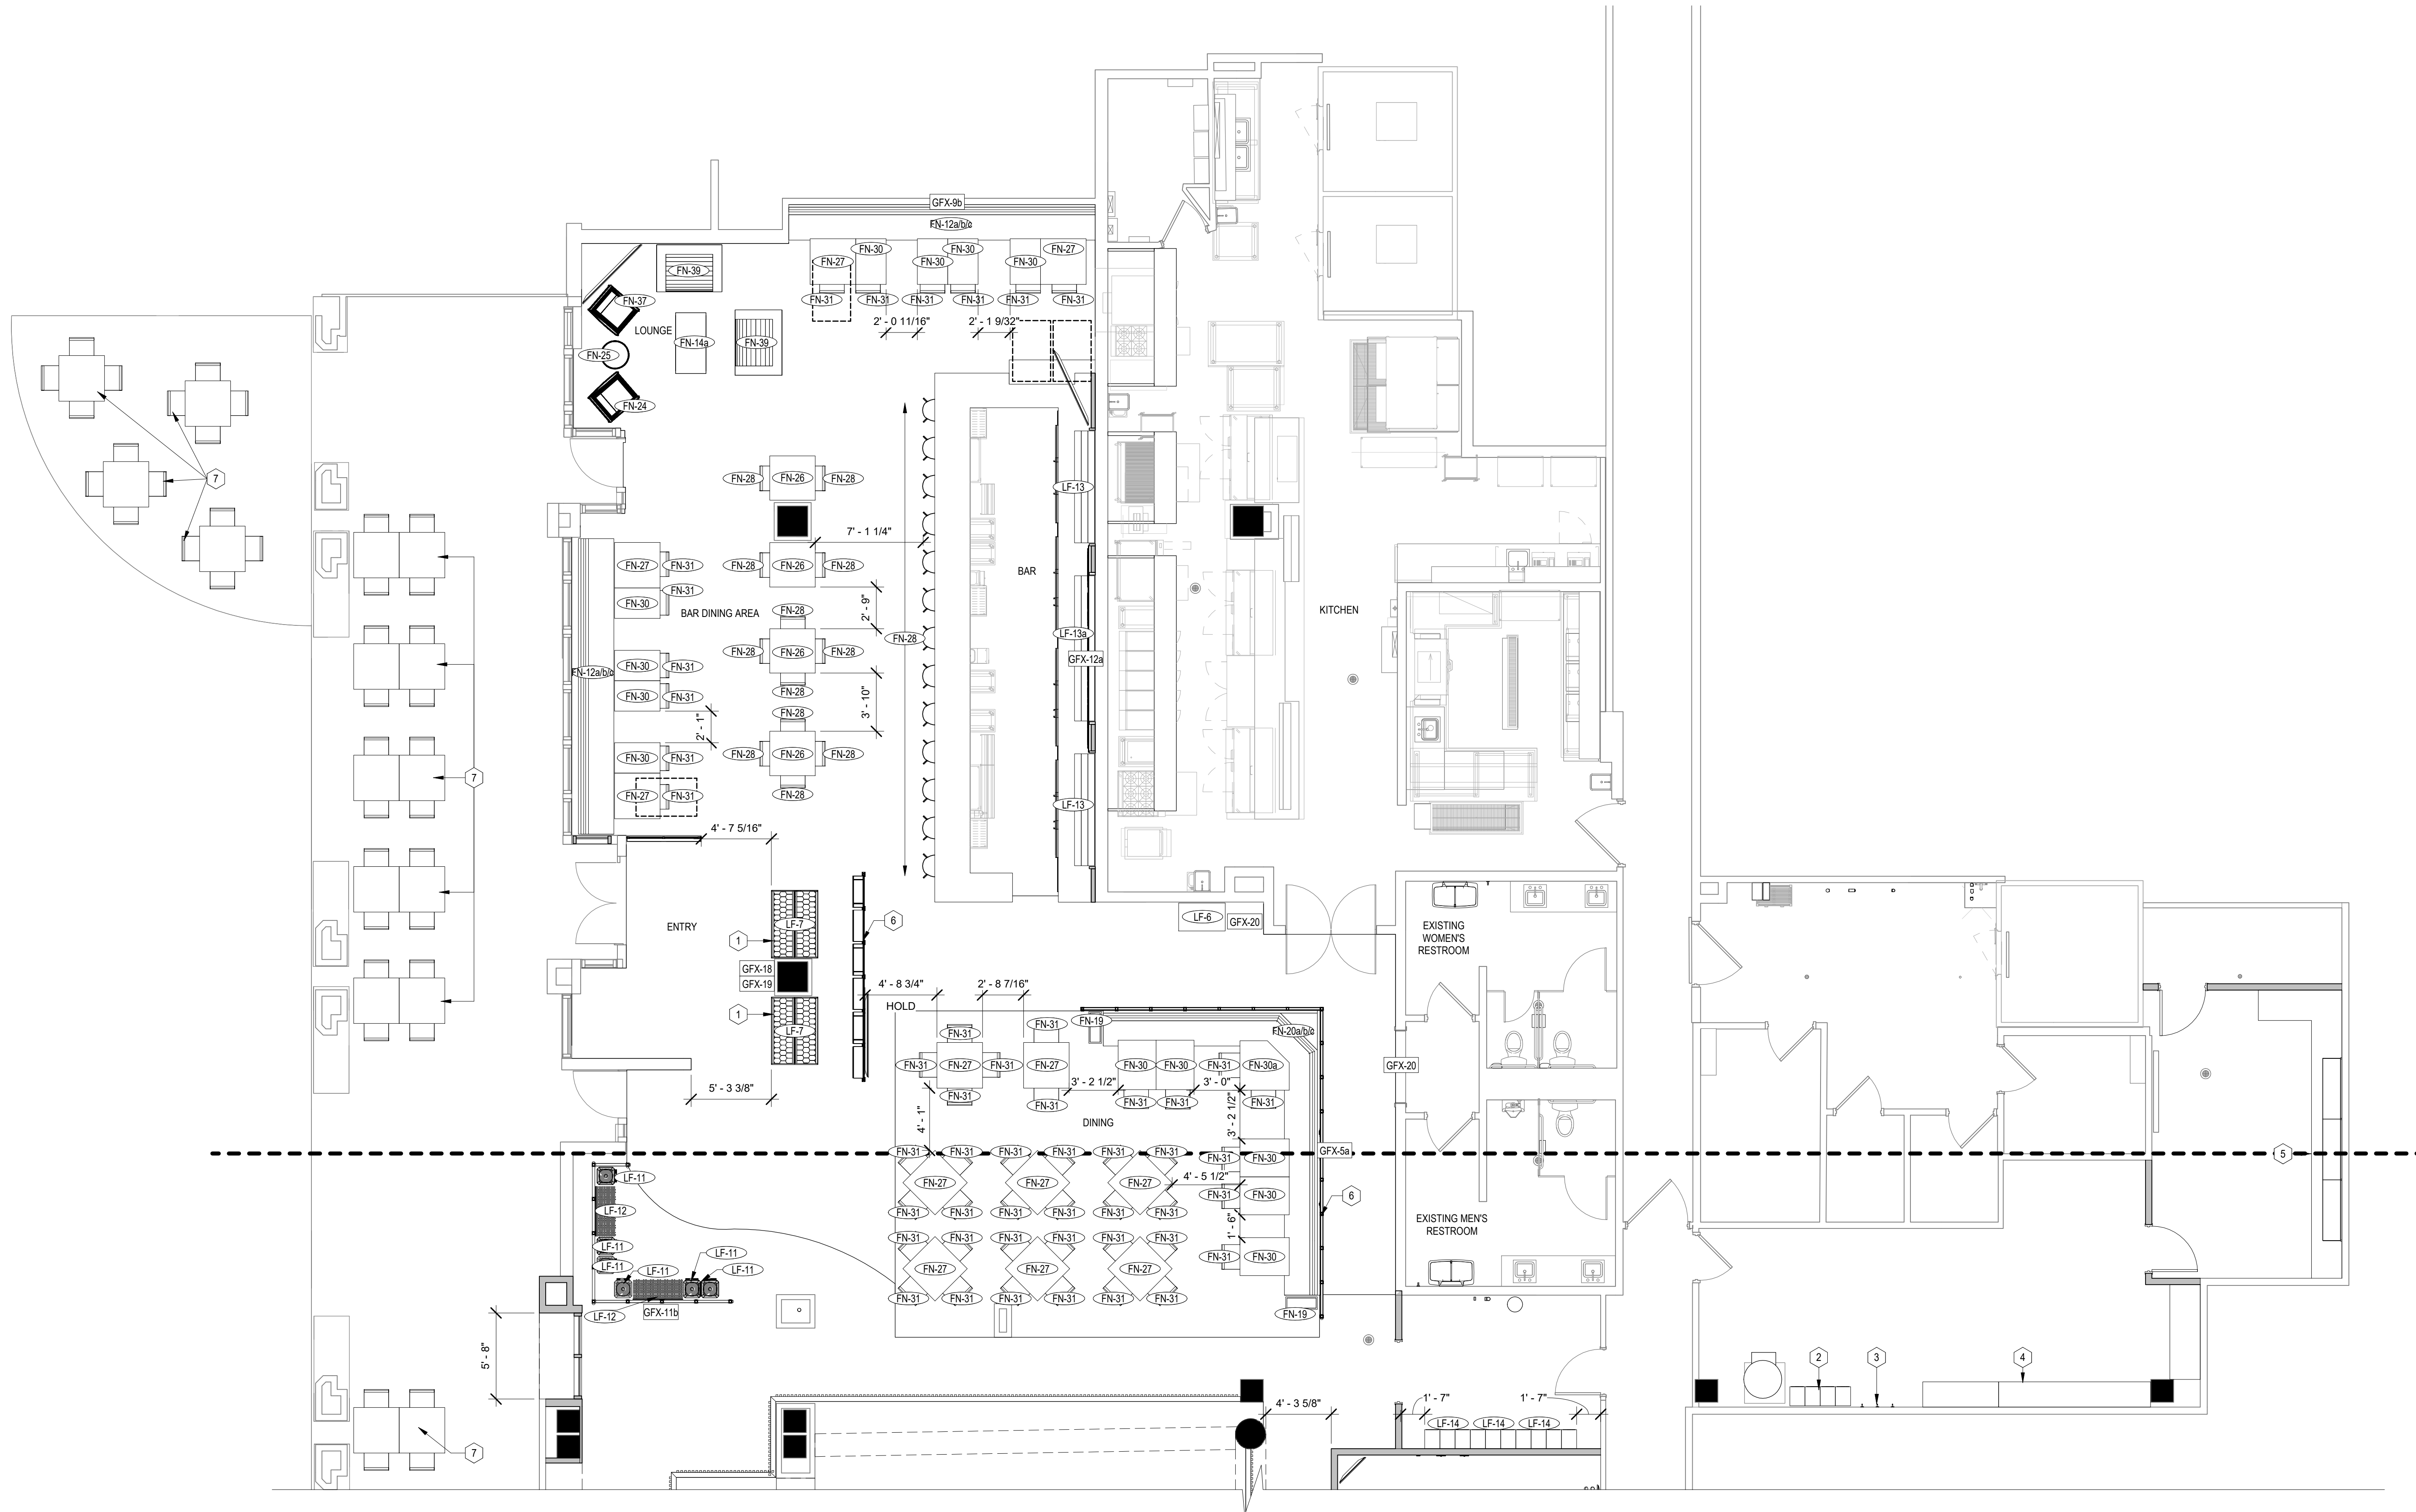 GFX-9b
FN-12a/b/c
FN-30
FN-30
FN-27
FN-27
FN-30
FN-30
FN-39
FN-31
FN-31
FN-31
FN-31
FN-31
FN-31
FN-37
2' - 0 11/16"
2' - 1 9/32"
LOUNGE
FN-14a
FN-39
FN-25
FN-24
7
FN-28
FN-26
FN-28
LF-13
7' - 1 1/4"
FN-27
FN-31
FN-28
FN-26
FN-28
BAR
FN-31
FN-30
2' - 9"
BAR DINING AREA
FN-28
KITCHEN
FN-28
LF-13a
FN-28
FN-26
FN-28
GFX-12a
FN-30
FN-31
FN-12a/b/c
FN-28
FN-30
FN-31
3' - 10"
FN-28
2' - 1"
FN-30
FN-31
FN-28
FN-26
FN-28
7
FN-27
FN-31
FN-28
LF-13
4' - 7 5/16"
LF-7
6
LF-6
GFX-20
ENTRY
1
EXISTING
WOMEN'S
RESTROOM
GFX-18
GFX-19
4' - 8 3/4"
2' - 8 7/16"
HOLD
1
LF-7
FN-19
FN-20a/b/c
FN-31
FN-31
FN-31
FN-27
FN-31
FN-27
FN-30
FN-30
FN-31
FN-30a
GFX-20
3' - 2 1/2"
3' - 0"
5' - 3 3/8"
FN-31
FN-31
FN-31
FN-31
FN-31
4' - 1"
DINING
3' - 2 1/2"
FN-31
FN-31
FN-31
FN-31
FN-31
FN-31
FN-31
FN-30
GFX-5a
5
LF-11
FN-27
FN-27
FN-27
4' - 5 1/2"
FN-31
FN-30
6
LF-12
FN-31
FN-31
FN-31
FN-31
FN-31
FN-31
EXISTING MEN'S
RESTROOM
1' - 6"
FN-31
FN-31
FN-31
FN-31
FN-31
FN-31
LF-11
LF-11
LF-11
LF-11
LF-11
FN-27
FN-27
FN-27
FN-31
FN-30
FN-31
FN-31
FN-31
FN-31
FN-31
FN-31
LF-12
GFX-11b
FN-19
5' - 8"
2
3
4
4' - 3 5/8"
1' - 7"
1' - 7"
LF-14
LF-14
LF-14
7